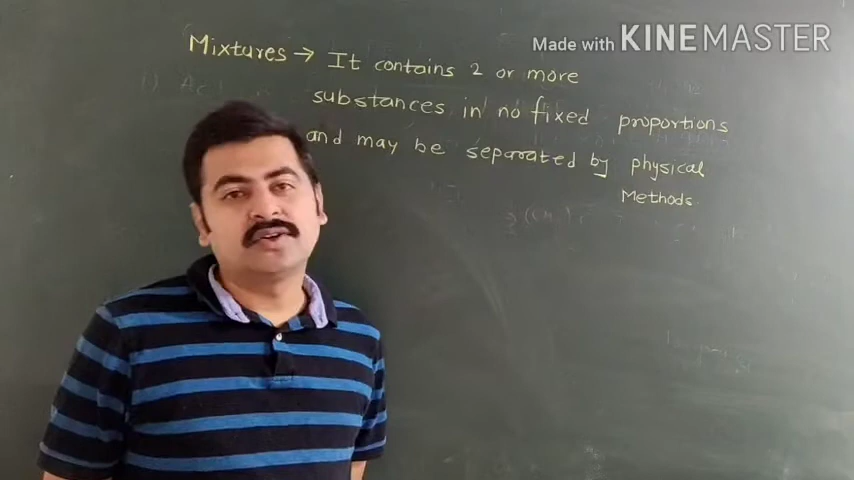 Made with KINEMASTER
Mixtures → It contains 2 or more
substances in no fixed proportions
and may be separated by physical
Methods.